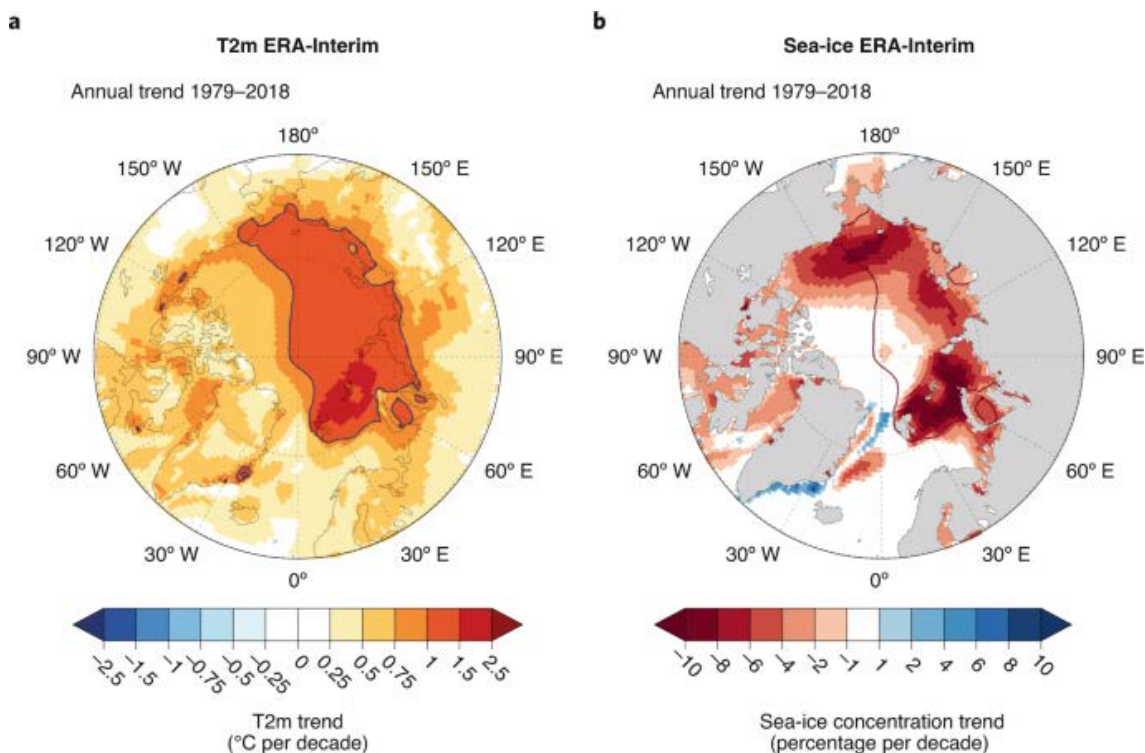 a
T2m ERA-Interim
Annual trend 1979–2018
180°
150° W
150° E
120° W
120° E
90° W
90° E
60° W
60° E
30° W
30° E
0°
–2.5
–1.5
–1
–0.75
–0.5
–0.25
0
0.25
0.5
0.75
1
1.5
2.5
T2m trend
(°C per decade)
b
Sea-ice ERA-Interim
Annual trend 1979–2018
180°
150° W
150° E
120° W
120° E
90° W
90° E
60° W
60° E
30° W
30° E
0°
–10
–8
–6
–4
–2
–1
1
2
4
6
8
10
Sea-ice concentration trend
(percentage per decade)